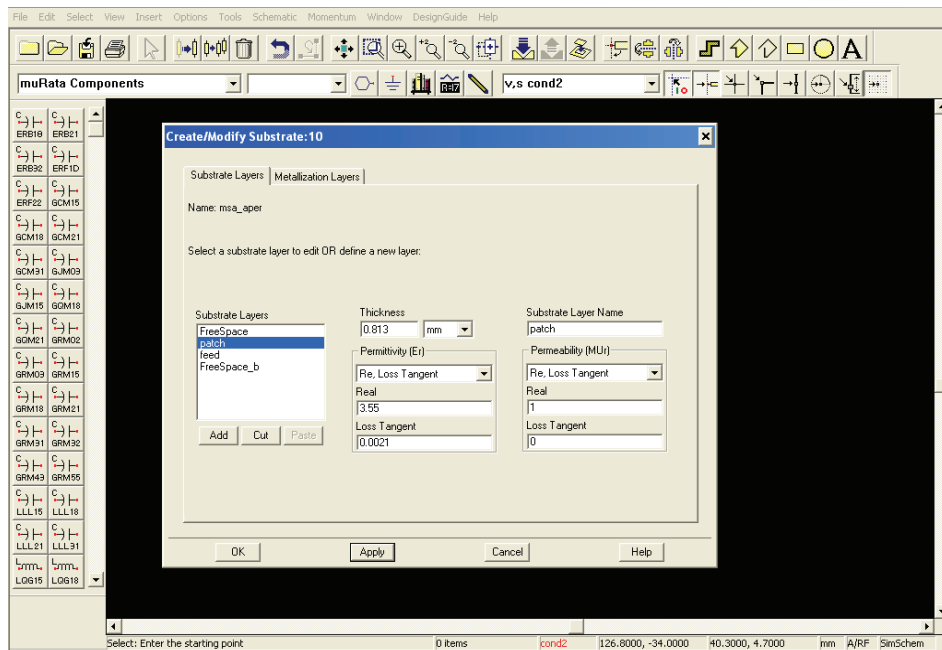 File Edit Select View Insert Options Tools Schematic Momentum Window DesignGuide Help
+2 -2
A
muRata Components
R=17
v,s cond2
C C
ERB18 ERB21
C C
ERB32 ERF1D
C C
ERF22 GCM15
C C
GCM18 GCM21
C C
GCM31 GJM03
C C
GJM15 GQM18
C C
GQM21 GRM02
C C
GRM03 GRM15
C C
GRM18 GRM21
C C
GRM31 GRM32
C C
GRM43 GRM55
C C
LLL15 LLL18
C C
LLL21 LLL31
LQG15 LQG18
Create/Modify Substrate:10
Substrate Layers Metallization Layers
Name: msa_aper
Select a substrate layer to edit OR define a new layer:
Substrate Layers
FreeSpace
patch
feed
FreeSpace_b
Add Cut Paste
Thickness
0.813 mm
Permittivity (Er)
Re, Loss Tangent
Real
3.55
Loss Tangent
0.0021
Substrate Layer Name
patch
Permeability (MUr)
Re, Loss Tangent
Real
1
Loss Tangent
0
OK Apply Cancel Help
Select: Enter the starting point 0 items cond2 126.8000, -34.0000 40.3000, 4.7000 mm A/RF SimSchem